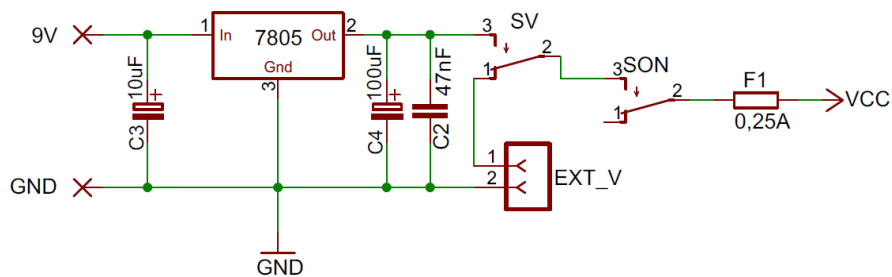 9V
1
In
7805
Out
2
Gnd
3
10uF
+
C3
100uF
+
C4
47nF
C2
3
SV
2
1
3
SON
2
1
F1
0,25A
VCC
1
2
EXT_V
GND
GND